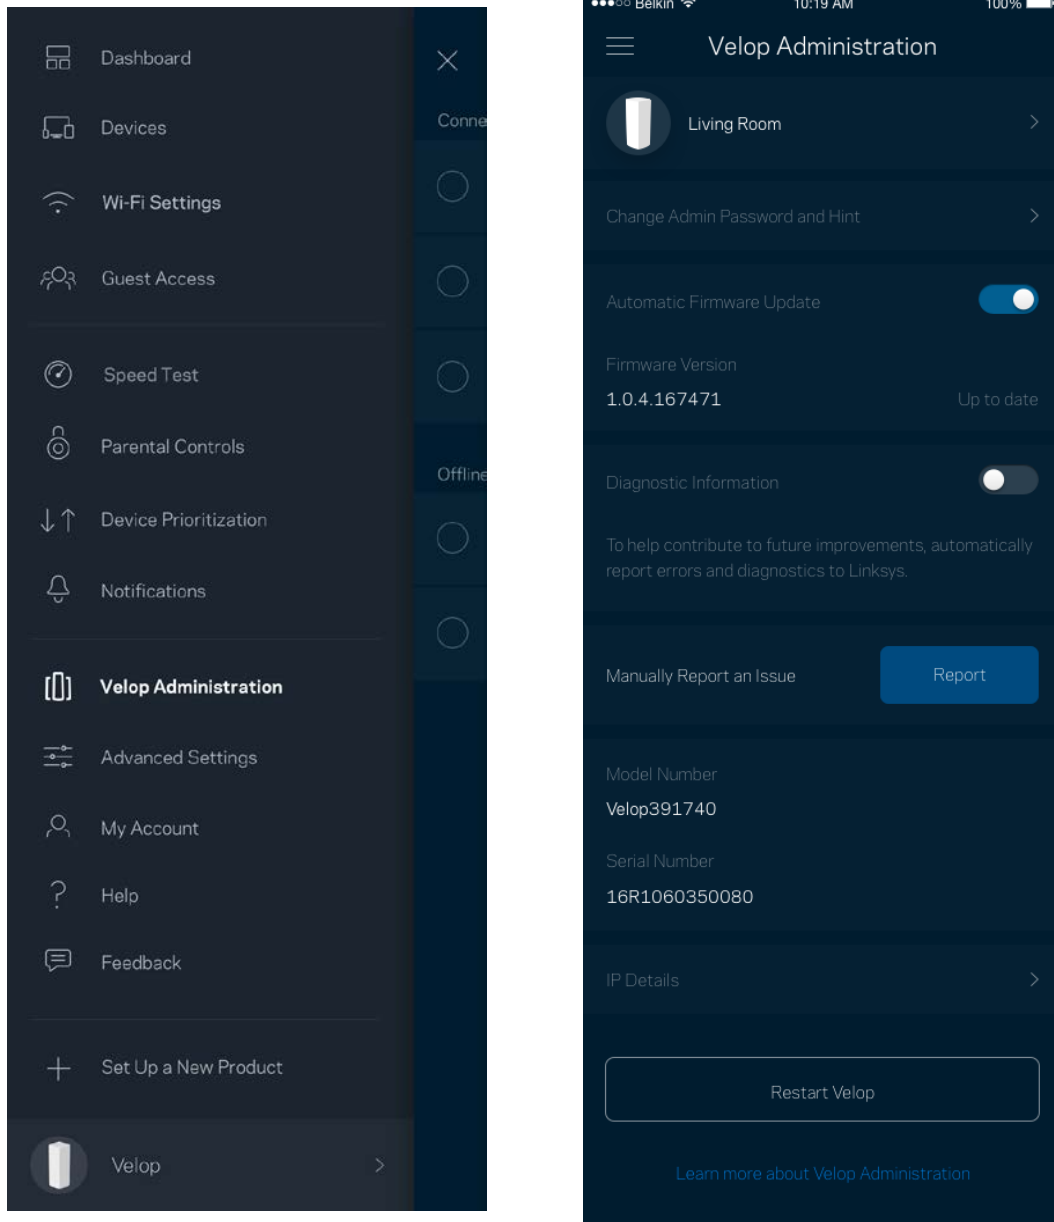 Dashboard
Devices
Wi-Fi Settings
Guest Access
Speed Test
Parental Controls
Device Prioritization
Notifications
Velop Administration
Advanced Settings
My Account
Help
Feedback
Set Up a New Product
Velop
Conne
Offline
Belkin 10:19 AM 100%
Velop Administration
Living Room
Change Admin Password and Hint
Automatic Firmware Update
Firmware Version
1.0.4.167471 Up to date
Diagnostic Information
To help contribute to future improvements, automatically
report errors and diagnostics to Linksys.
Manually Report an Issue Report
Model Number
Velop391740
Serial Number
16R1060350080
IP Details
Restart Velop
Learn more about Velop Administration